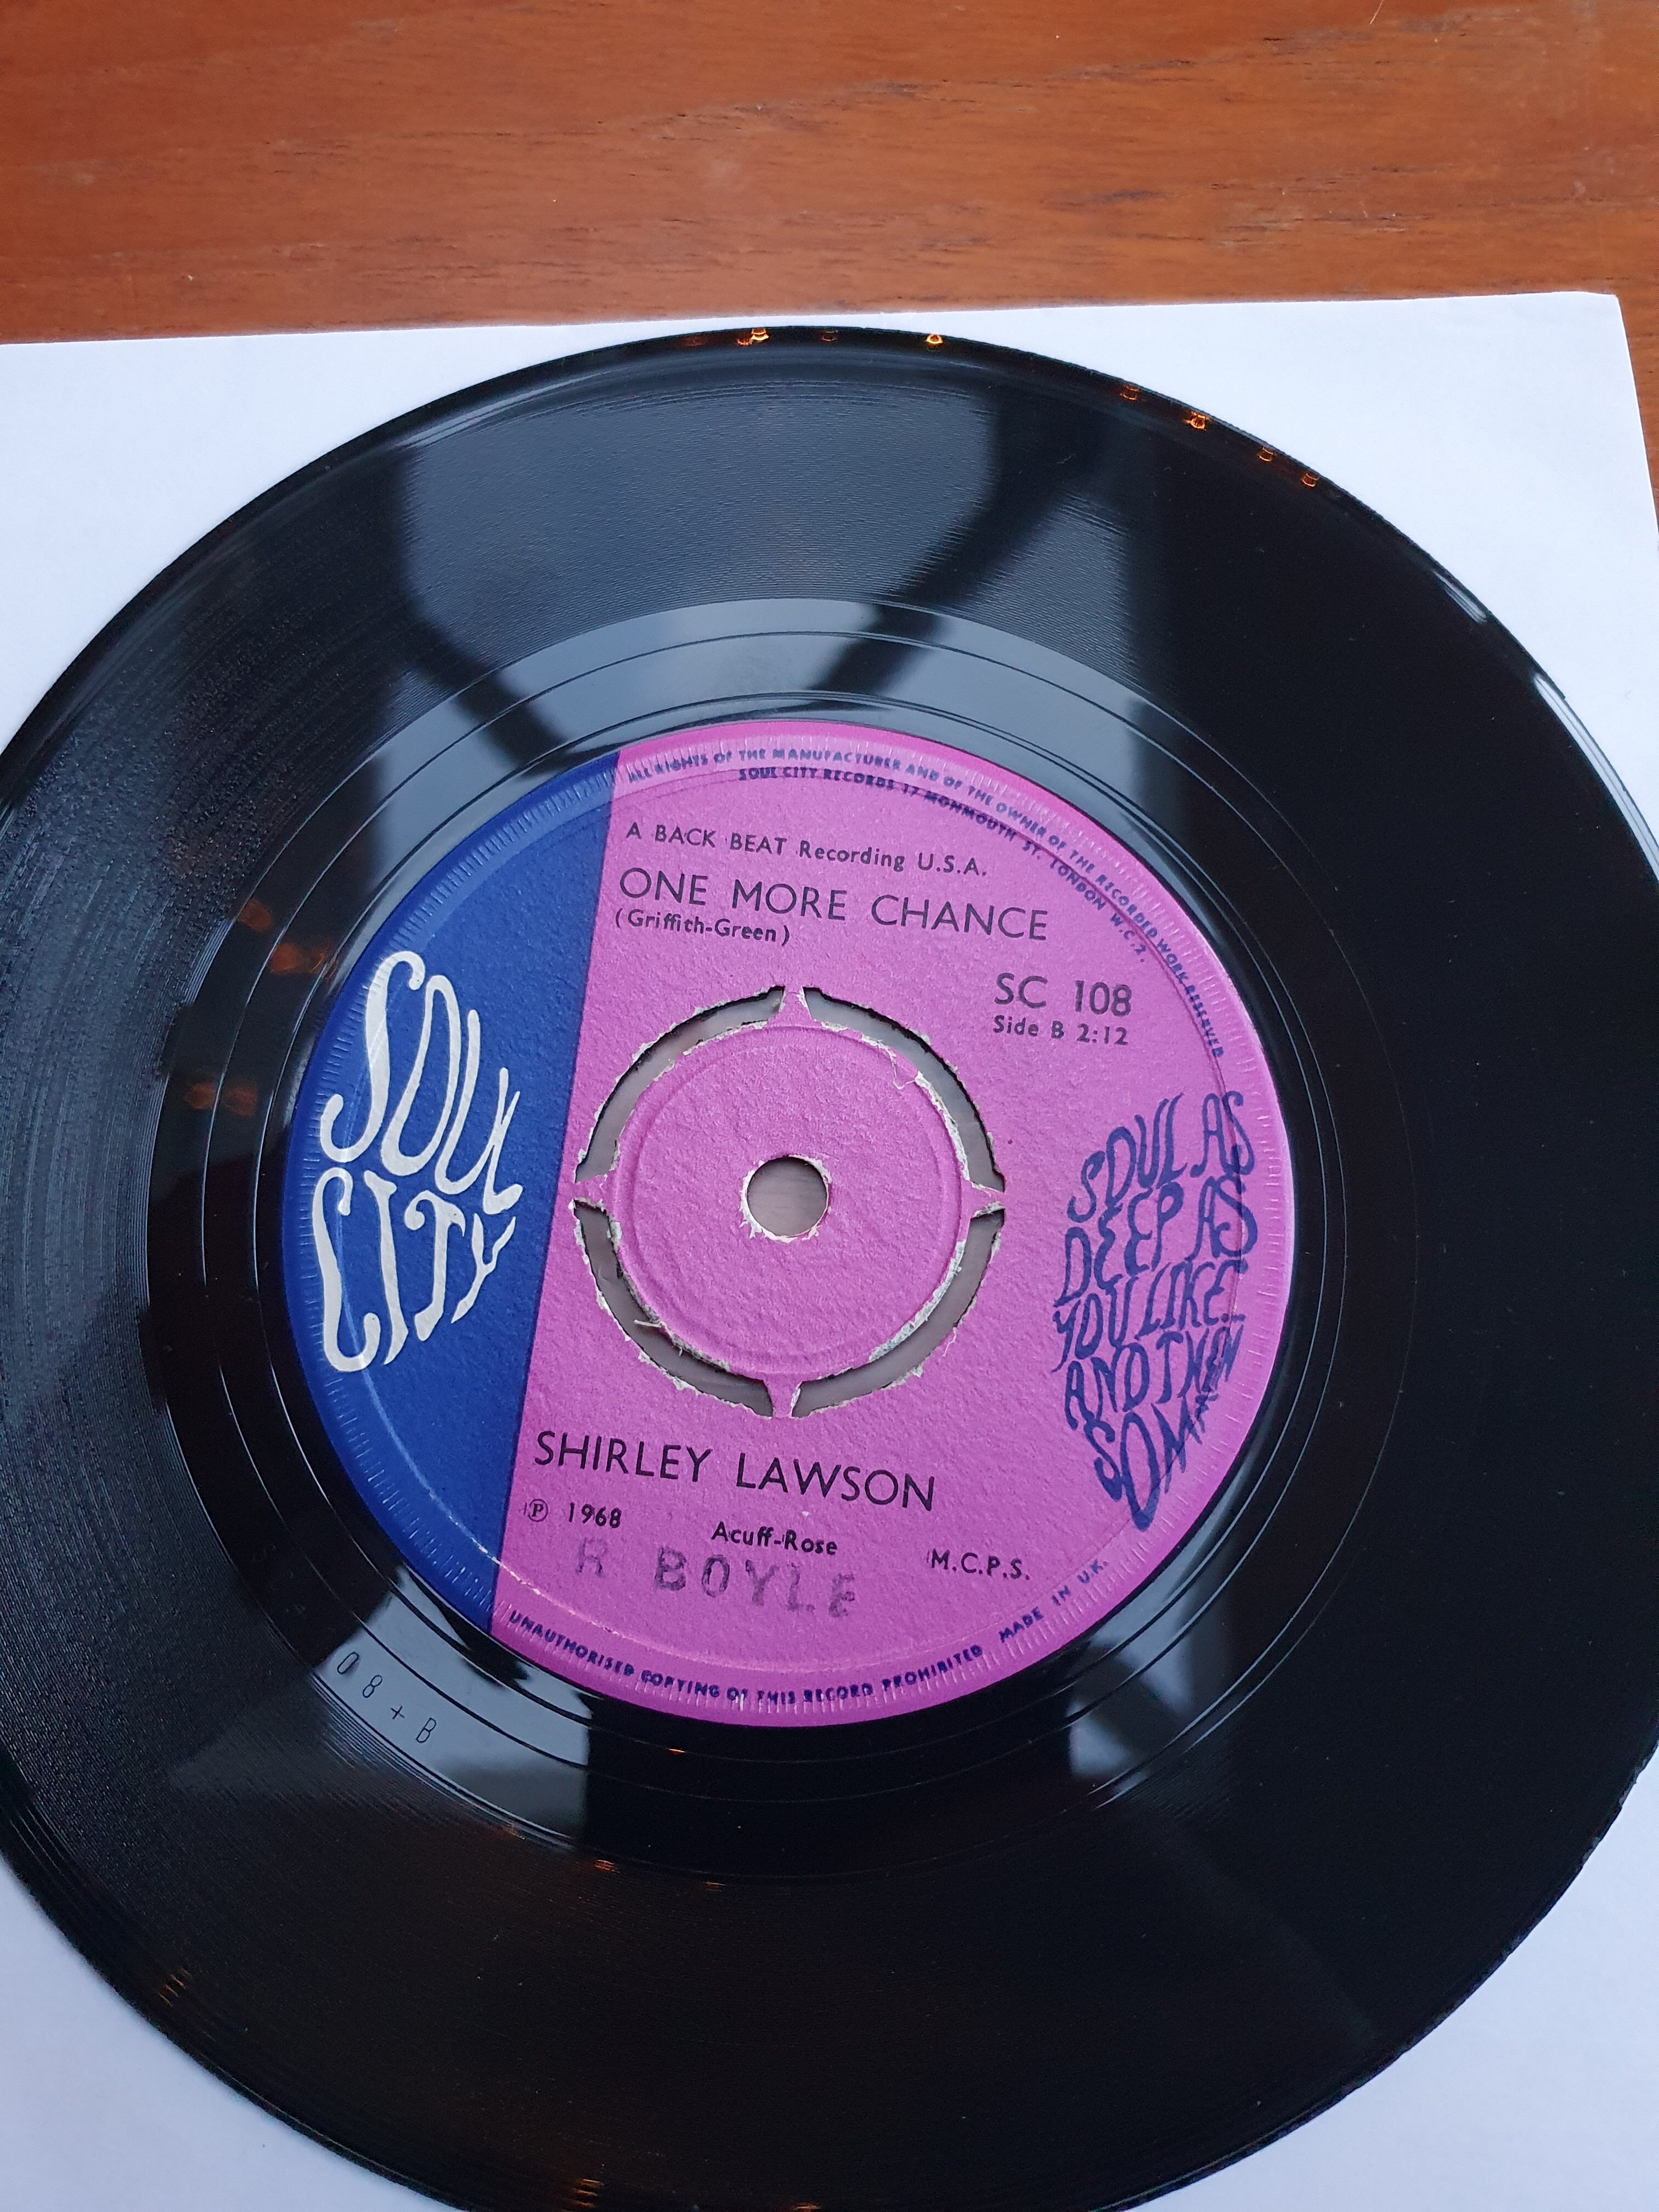 ALL RIGHTS OF THE MANUFACTURER AND OF THE OWNER OF THE RECORDED WORK RESERVED
SOUL CITY RECORDS 17 MONMOUTH ST. LONDON W.C.2.
A BACK BEAT Recording U.S.A.
ONE MORE CHANCE
(Griffith-Green)
SC 108
Side B 2:12
SOUL
CITY
SOUL AS
DEEP AS
YOU LIKE..
AND THEN
SOME
SHIRLEY LAWSON
Ⓟ 1968
Acuff-Rose
M.C.P.S.
R BOYLE
UNAUTHORISED COPYING OF THIS RECORD PROHIBITED MADE IN U.K.
08+B